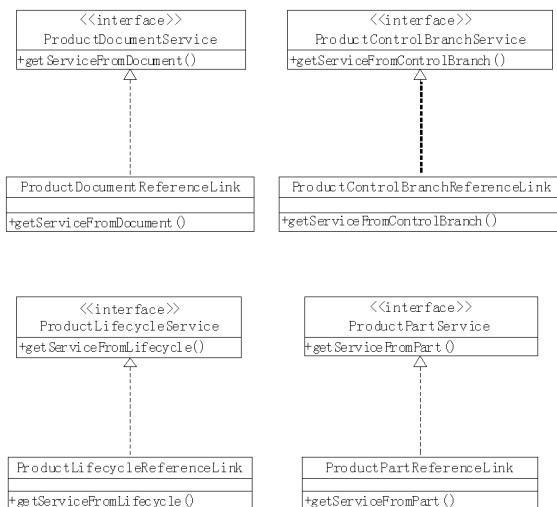 <<interface>>
ProductDocumentService
+getServiceFromDocument()
<<interface>>
ProductControlBranchService
+getServiceFromControlBranch()
ProductDocumentReferenceLink
+getServiceFromDocument()
ProductControlBranchReferenceLink
+getServiceFromControlBranch()
<<interface>>
ProductLifecycleService
+getServiceFromLifecycle()
<<interface>>
ProductPartService
+getServiceFromPart()
ProductLifecycleReferenceLink
+getServiceFromLifecycle()
ProductPartReferenceLink
+getServiceFromPart()